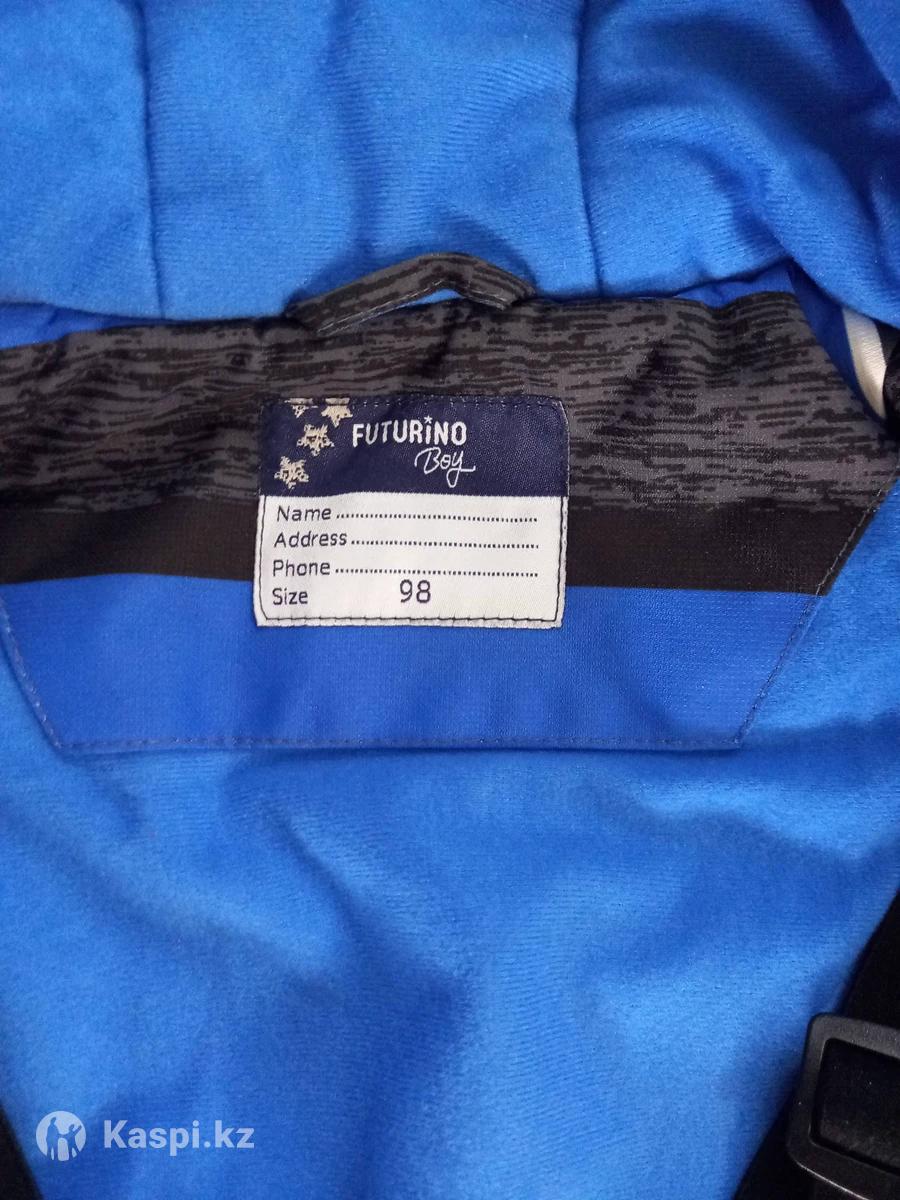 FUTURiNO
Boy
Name
Address
Phone
Size 98
Kaspi.kz